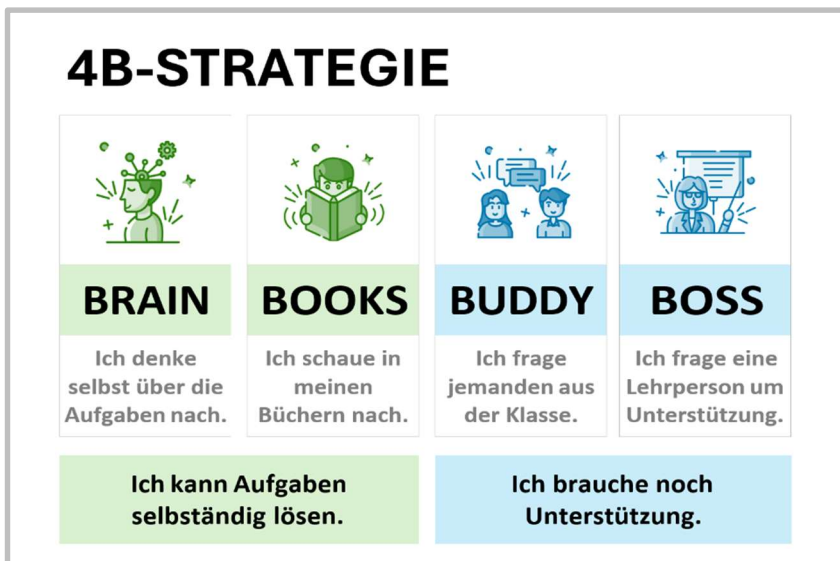 4B-STRATEGIE
BRAIN
Ich denke
selbst über die
Aufgaben nach.
BOOKS
Ich schaue in
meinen
Büchern nach.
BUDDY
Ich frage
jemanden aus
der Klasse.
BOSS
Ich frage eine
Lehrperson um
Unterstützung.
Ich kann Aufgaben
selbständig lösen.
Ich brauche noch
Unterstützung.